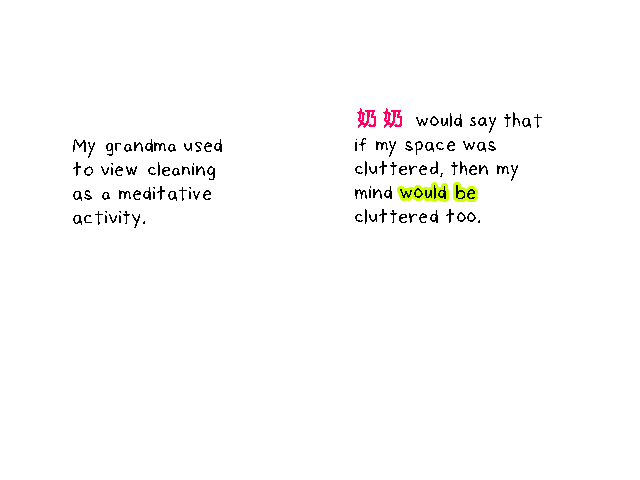 My grandma used
to view cleaning
as a meditative
activity.
奶奶 would say that
if my space was
cluttered, then my
mind would be
cluttered too.